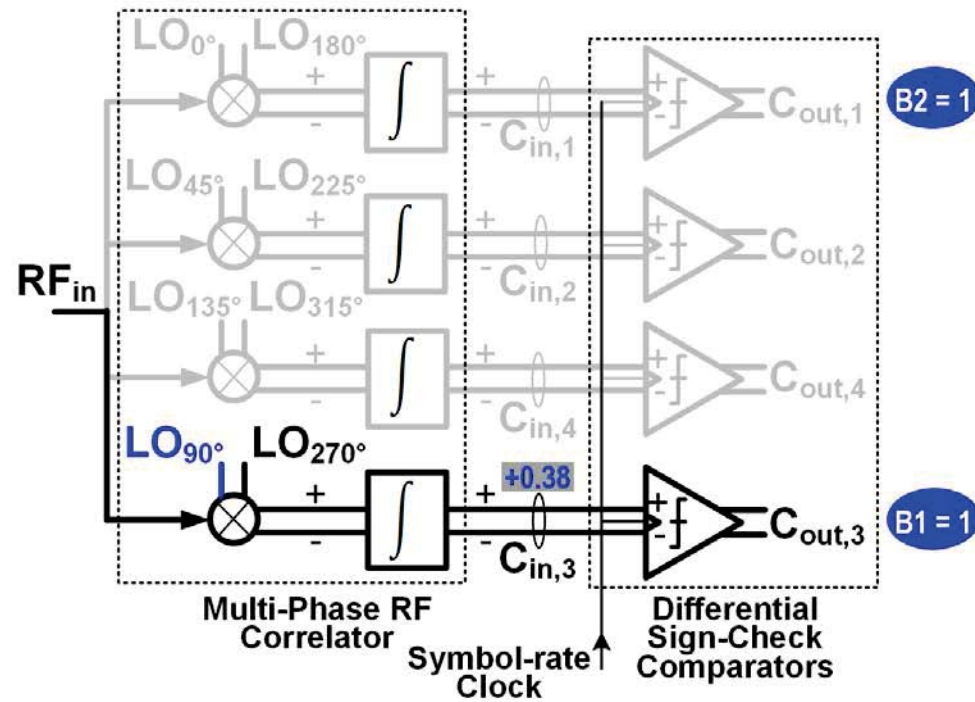 LO0° LO180°
+ + +
∫
- - -
Cin,1
Cout,1
B2 = 1
LO45° LO225°
+ + +
∫
- - -
Cin,2
Cout,2
RFin
LO135° LO315°
+ + +
∫
- - -
Cin,4
Cout,4
LO90° LO270°
+0.38
+ + +
∫
- - -
Cin,3
Cout,3
B1 = 1
Multi-Phase RF
Correlator
Symbol-rate
Clock
Differential
Sign-Check
Comparators